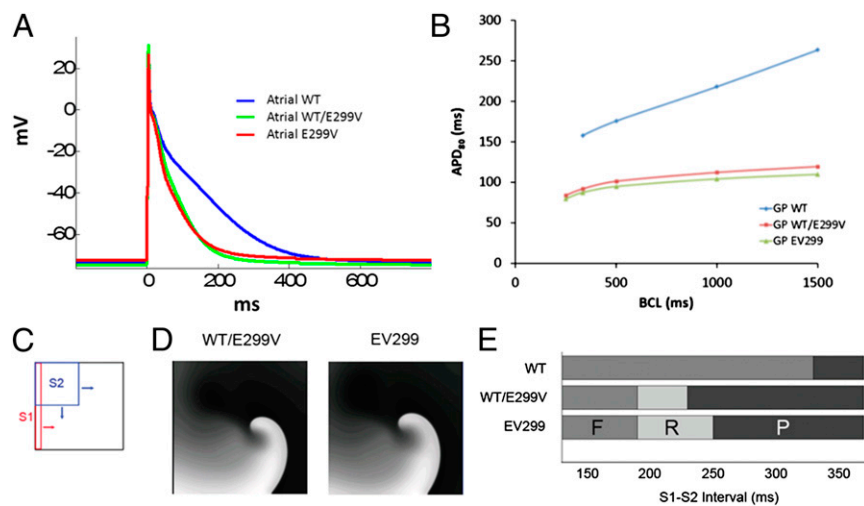 A
mV
20
0
-20
-40
-60
0
200
400
600
ms
Atrial WT
Atrial WT/E299V
Atrial E299V
B
APD90 (ms)
300
250
200
150
100
50
0
0
500
1000
1500
BCL (ms)
GP WT
GP WT/E299V
GP EV299
C
S1
S2
D
WT/E299V
EV299
E
WT
WT/E299V
EV299
F
R
P
150
200
250
300
350
S1-S2 Interval (ms)